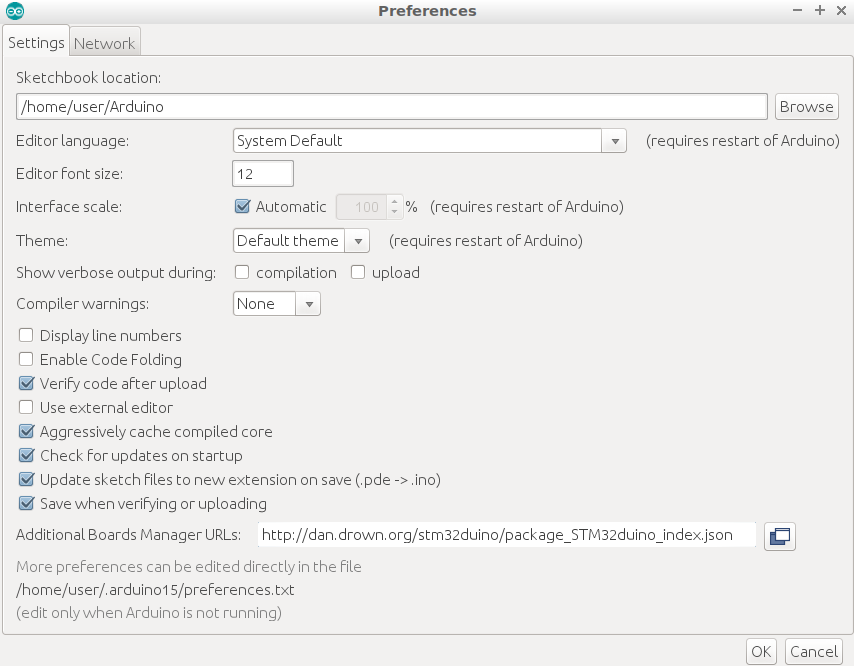 Preferences
Settings Network
Sketchbook location:
/home/user/Arduino Browse
Editor language: System Default (requires restart of Arduino)
Editor font size: 12
Interface scale: Automatic 100 % (requires restart of Arduino)
Theme: Default theme (requires restart of Arduino)
Show verbose output during: compilation upload
Compiler warnings: None
Display line numbers
Enable Code Folding
Verify code after upload
Use external editor
Aggressively cache compiled core
Check for updates on startup
Update sketch files to new extension on save (.pde -> .ino)
Save when verifying or uploading
Additional Boards Manager URLs: http://dan.drown.org/stm32duino/package_STM32duino_index.json
More preferences can be edited directly in the file
/home/user/.arduino15/preferences.txt
(edit only when Arduino is not running)
OK Cancel